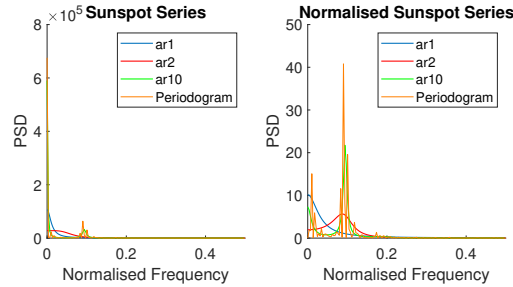 Sunspot Series
×10⁵
8
6
4
2
0
PSD
0
0.2
0.4
Normalised Frequency
ar1
ar2
ar10
Periodogram
Normalised Sunspot Series
50
40
30
20
10
0
PSD
0
0.2
0.4
Normalised Frequency
ar1
ar2
ar10
Periodogram